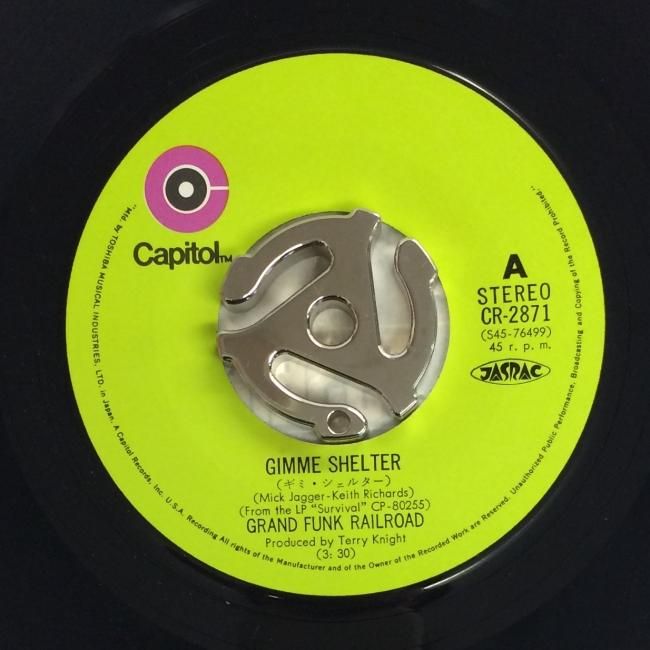 Capitol TM
A
STEREO
CR-2871
(S45-76499)
45 r. p. m.
JASRAC
GIMME SHELTER
(ギミ・シェルター)
(Mick Jagger-Keith Richards)
(From the LP "Survival" CP-80255)
GRAND FUNK RAILROAD
Produced by Terry Knight
(3: 30)
"Mfd. by TOSHIBA MUSICAL INDUSTRIES, LTD. in Japan. A Capitol Records, Inc. U. S. A. Recording All rights of the Manufacturer and of the Owner of the Recorded Work are Reserved. Unauthorized Public Performance, Broadcasting and Copying of the Record Prohibited."